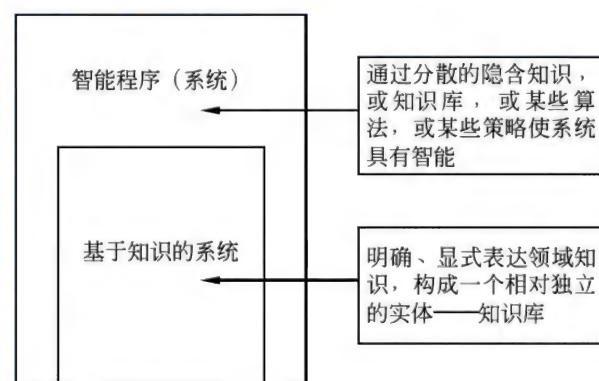 智能程序（系统）
通过分散的隐含知识，
或知识库，或某些算
法，或某些策略使系统
具有智能
基于知识的系统
明确、显式表达领域知
识，构成一个相对独立
的实体——知识库